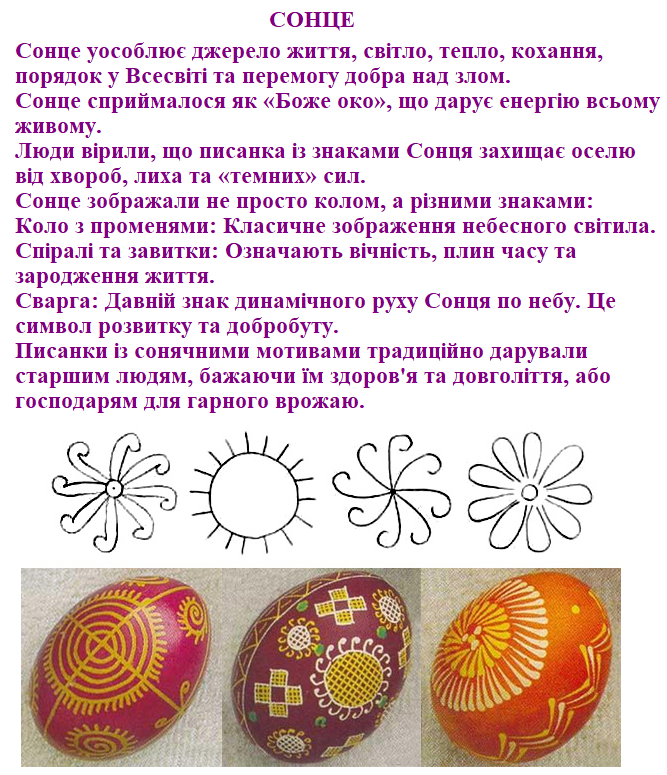 СОНЦЕ
Сонце уособлює джерело життя, світло, тепло, кохання,
порядок у Всесвіті та перемогу добра над злом.
Сонце сприймалося як «Боже око», що дарує енергію всьому
живому.
Люди вірили, що писанка із знаками Сонця захищає оселю
від хвороб, лиха та «темних» сил.
Сонце зображали не просто колом, а різними знаками:
Коло з променями: Класичне зображення небесного світила.
Спіралі та завитки: Означають вічність, плин часу та
зародження життя.
Сварга: Давній знак динамічного руху Сонця по небу. Це
символ розвитку та добробуту.
Писанки із сонячними мотивами традиційно дарували
старшим людям, бажаючи їм здоров'я та довголіття, або
господарям для гарного врожаю.